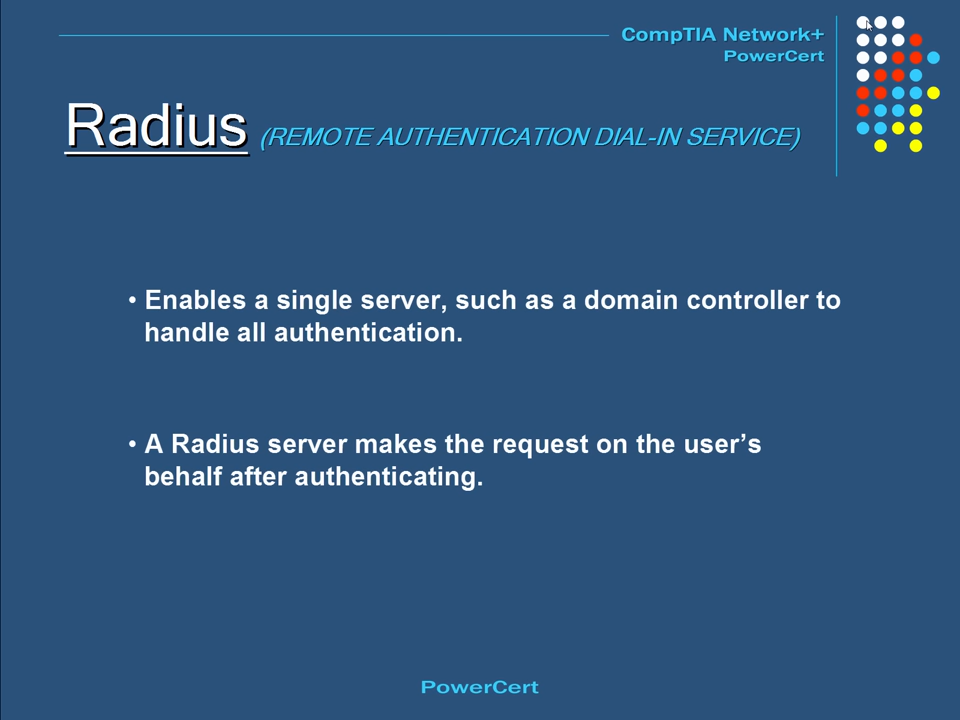 CompTIA Network+
PowerCert
Radius (REMOTE AUTHENTICATION DIAL-IN SERVICE)
• Enables a single server, such as a domain controller to
handle all authentication.
• A Radius server makes the request on the user’s
behalf after authenticating.
PowerCert